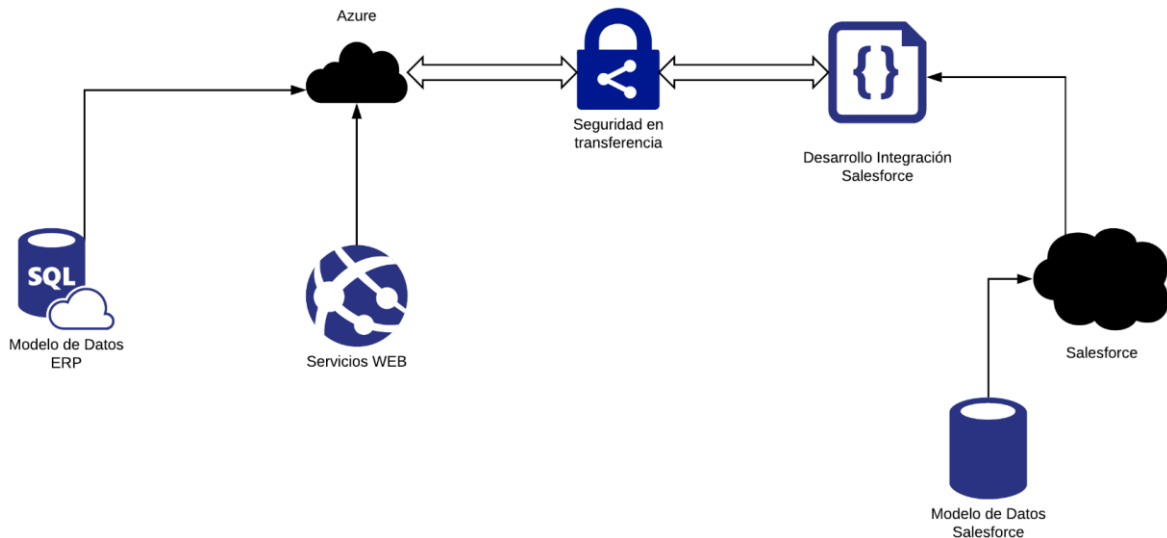 Azure
Seguridad en
transferencia
Desarrollo Integración
Salesforce
SQL
Modelo de Datos
ERP
Servicios WEB
Salesforce
Modelo de Datos
Salesforce